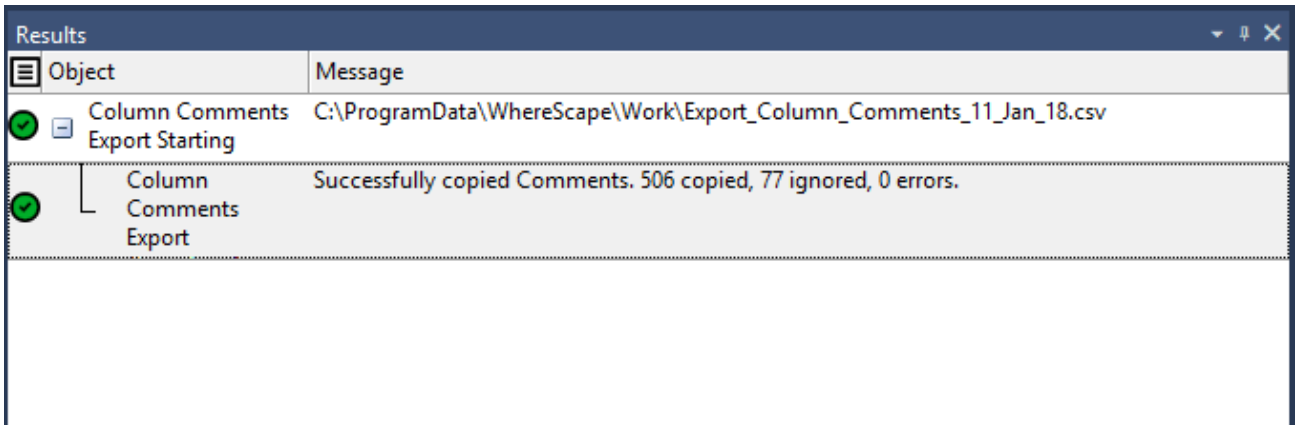 Results
Object Message
Column Comments C:\ProgramData\WhereScape\Work\Export_Column_Comments_11_Jan_18.csv
Export Starting
Column Successfully copied Comments. 506 copied, 77 ignored, 0 errors.
Comments
Export